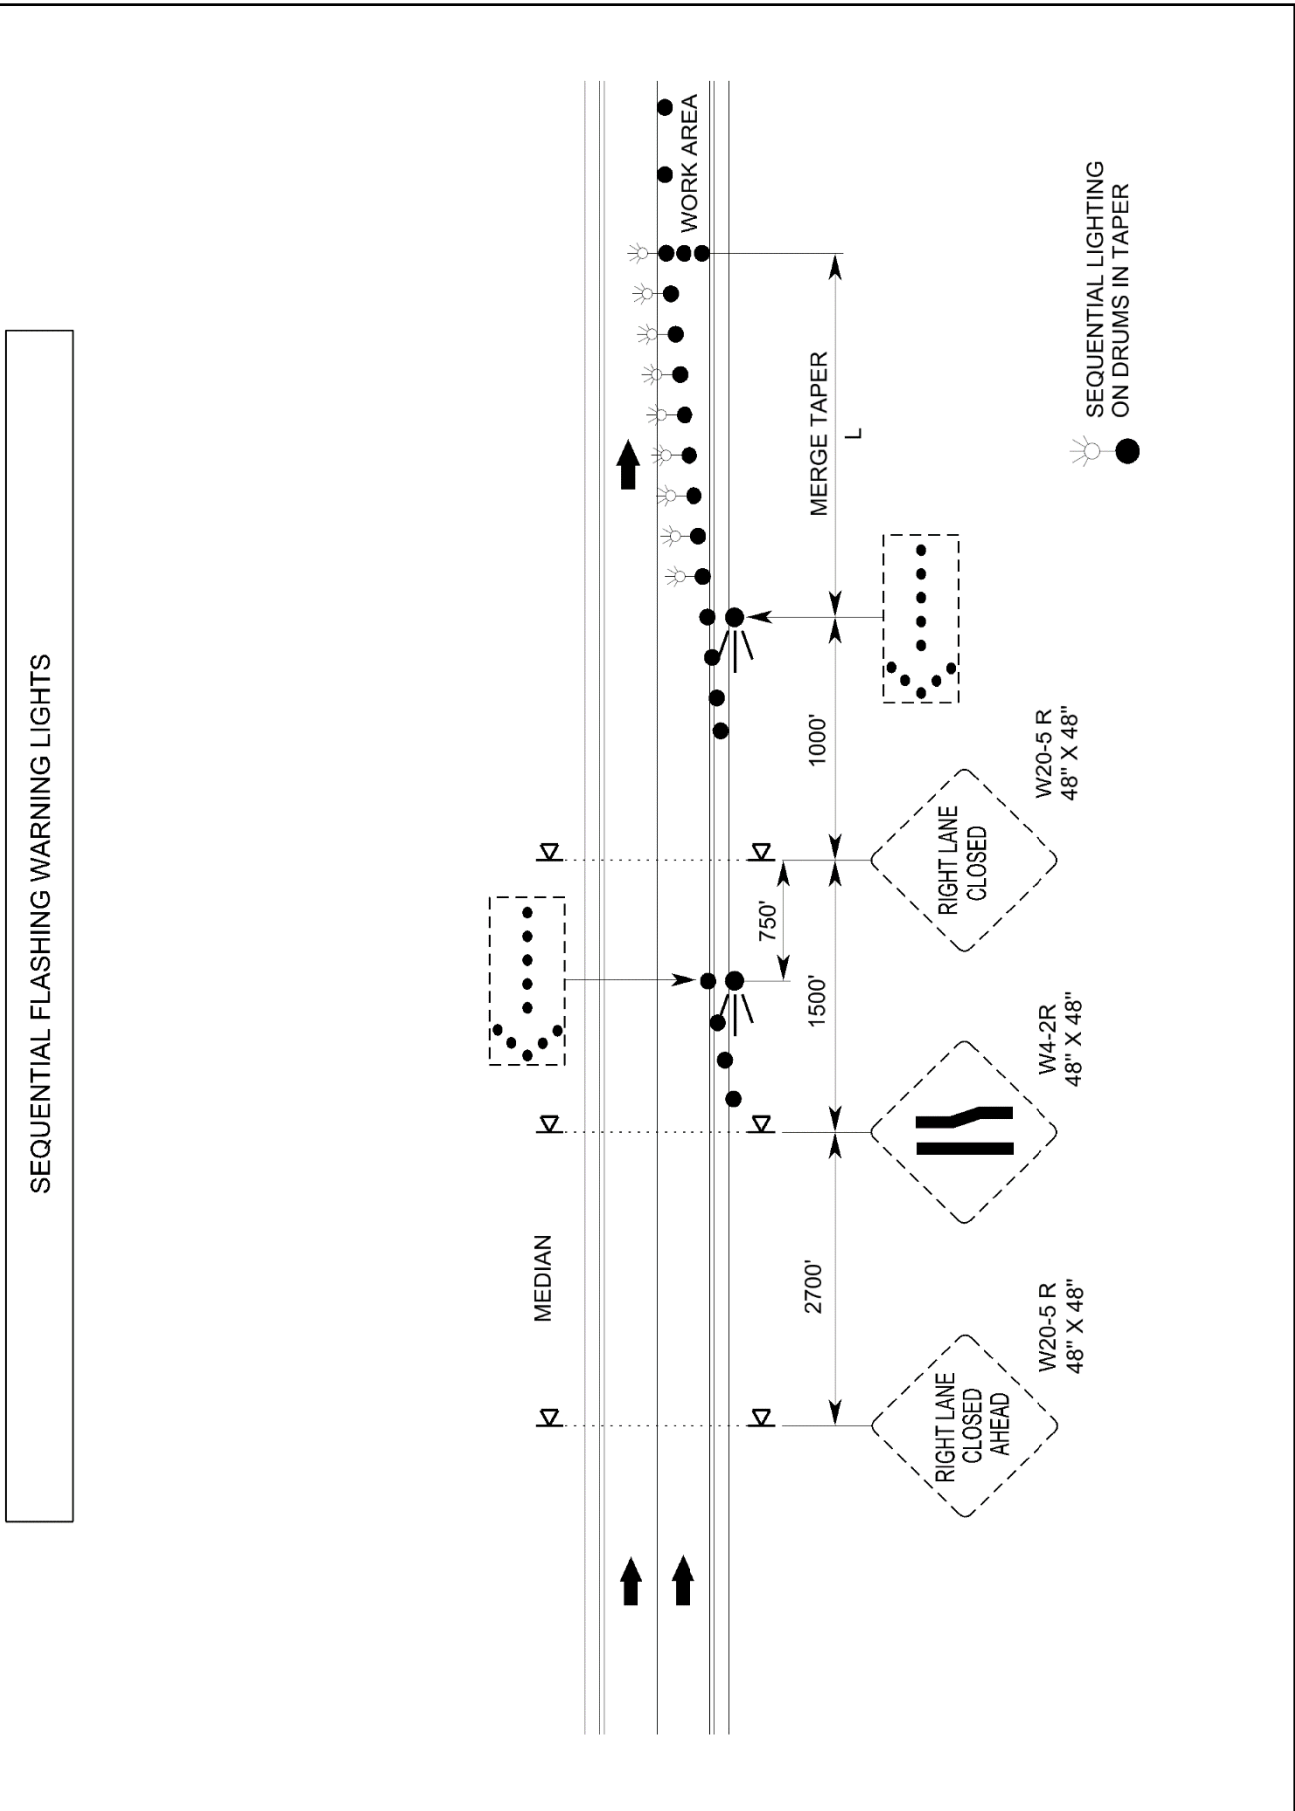 SEQUENTIAL FLASHING WARNING LIGHTS
MEDIAN
WORK AREA
2700'
1500'
750'
1000'
MERGE TAPER
L
RIGHT LANE
CLOSED
AHEAD
W20-5 R
48" X 48"
W4-2R
48" X 48"
RIGHT LANE
CLOSED
W20-5 R
48" X 48"
SEQUENTIAL LIGHTING
ON DRUMS IN TAPER